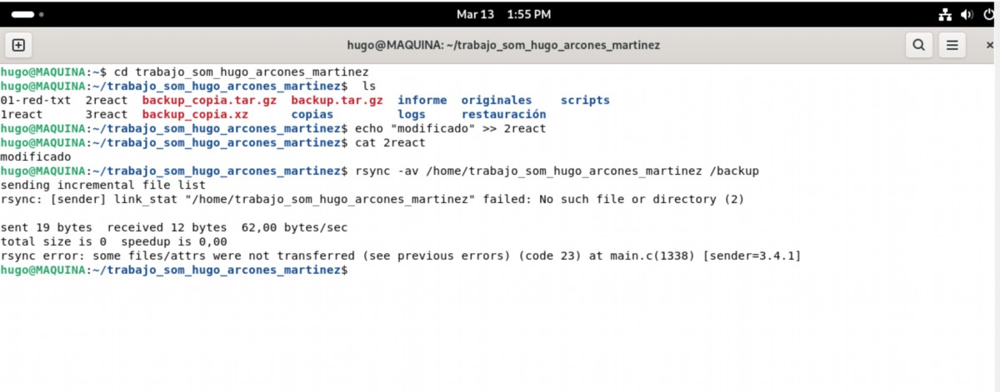 Mar 13 1:55 PM
hugo@MAQUINA: ~/trabajo_som_hugo_arcones_martinez
hugo@MAQUINA:~$ cd trabajo_som_hugo_arcones_martinez
hugo@MAQUINA:~/trabajo_som_hugo_arcones_martinez$  ls
01-red-txt  2react  backup_copia.tar.gz  backup.tar.gz  informe  originales  scripts
1react      3react  backup_copia.xz      copias         logs     restauración
hugo@MAQUINA:~/trabajo_som_hugo_arcones_martinez$ echo "modificado" >> 2react
hugo@MAQUINA:~/trabajo_som_hugo_arcones_martinez$ cat 2react
modificado
hugo@MAQUINA:~/trabajo_som_hugo_arcones_martinez$ rsync -av /home/trabajo_som_hugo_arcones_martinez /backup
sending incremental file list
rsync: [sender] link_stat "/home/trabajo_som_hugo_arcones_martinez" failed: No such file or directory (2)
sent 19 bytes  received 12 bytes  62,00 bytes/sec
total size is 0  speedup is 0,00
rsync error: some files/attrs were not transferred (see previous errors) (code 23) at main.c(1338) [sender=3.4.1]
hugo@MAQUINA:~/trabajo_som_hugo_arcones_martinez$